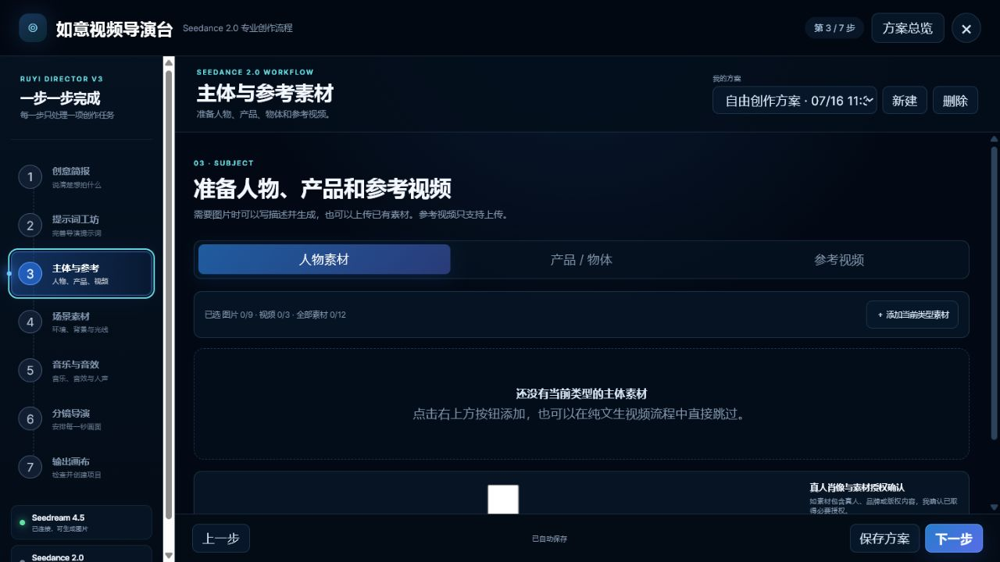 如意视频导演台
Seedance 2.0 专业创作流程
第 3 / 7 步
方案总览
×
RUYI DIRECTOR V3
一步一步完成
每一步只处理一项创作任务
1
创意简报
说清楚想拍什么
2
提示词工坊
完善导演提示词
3
主体与参考
人物、产品、视频
4
场景素材
环境、背景与光线
5
音乐与音效
音乐、音效与人声
6
分镜导演
安排每一秒画面
7
输出画布
检查并创建项目
Seedream 4.5
已连接，可生成图片
Seedance 2.0
SEEDANCE 2.0 WORKFLOW
主体与参考素材
准备人物、产品、物体和参考视频。
我的方案
自由创作方案 · 07/16 11:
新建
删除
03 · SUBJECT
准备人物、产品和参考视频
需要图片时可以写描述并生成，也可以上传已有素材。参考视频只支持上传。
人物素材
产品 / 物体
参考视频
已选 图片 0/9 · 视频 0/3 · 全部素材 0/12
+ 添加当前类型素材
还没有当前类型的主体素材
点击右上方按钮添加，也可以在纯文生视频流程中直接跳过。
真人肖像与素材授权确认
如素材包含真人、品牌或版权内容，我确认已取
得必要授权。
上一步
已自动保存
保存方案
下一步